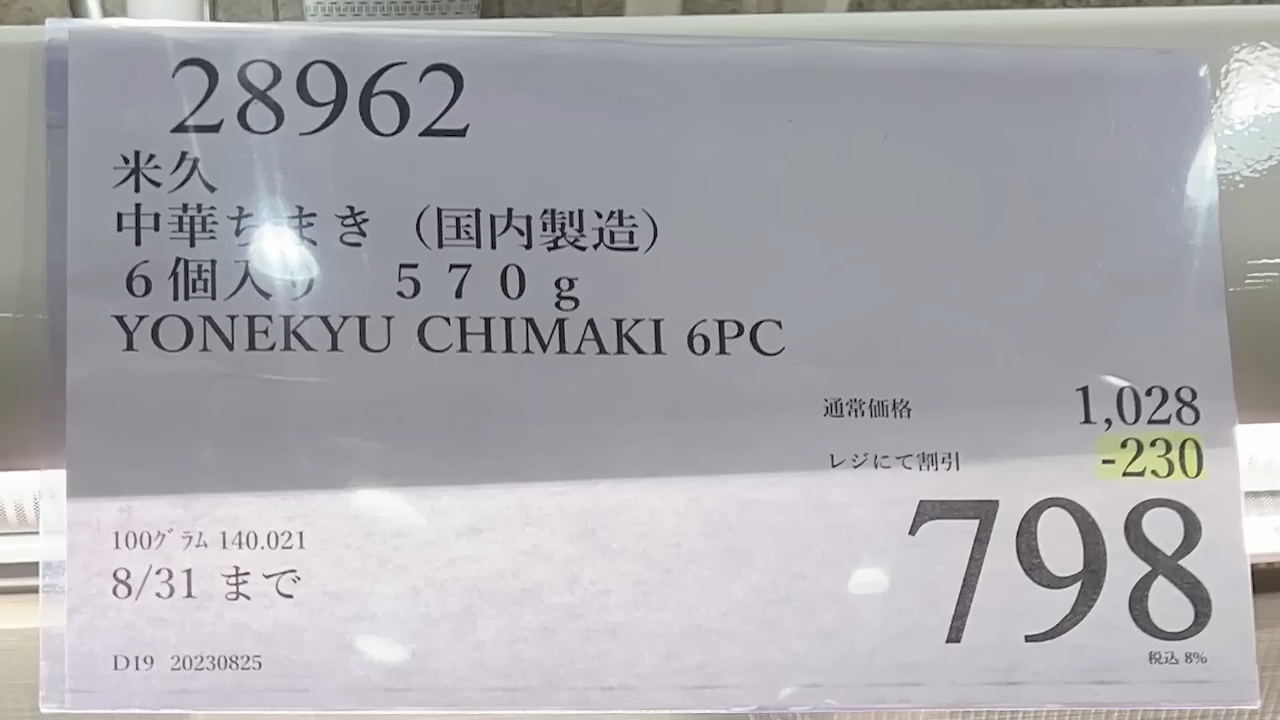 28962
米久
中華ちまき（国内製造）
６個入り　５７０ｇ
YONEKYU CHIMAKI 6PC
通常価格 1,028
レジにて割引 -230
798
税込 8%
100ｸﾞﾗﾑ 140.021
8/31 まで
D19 20230825